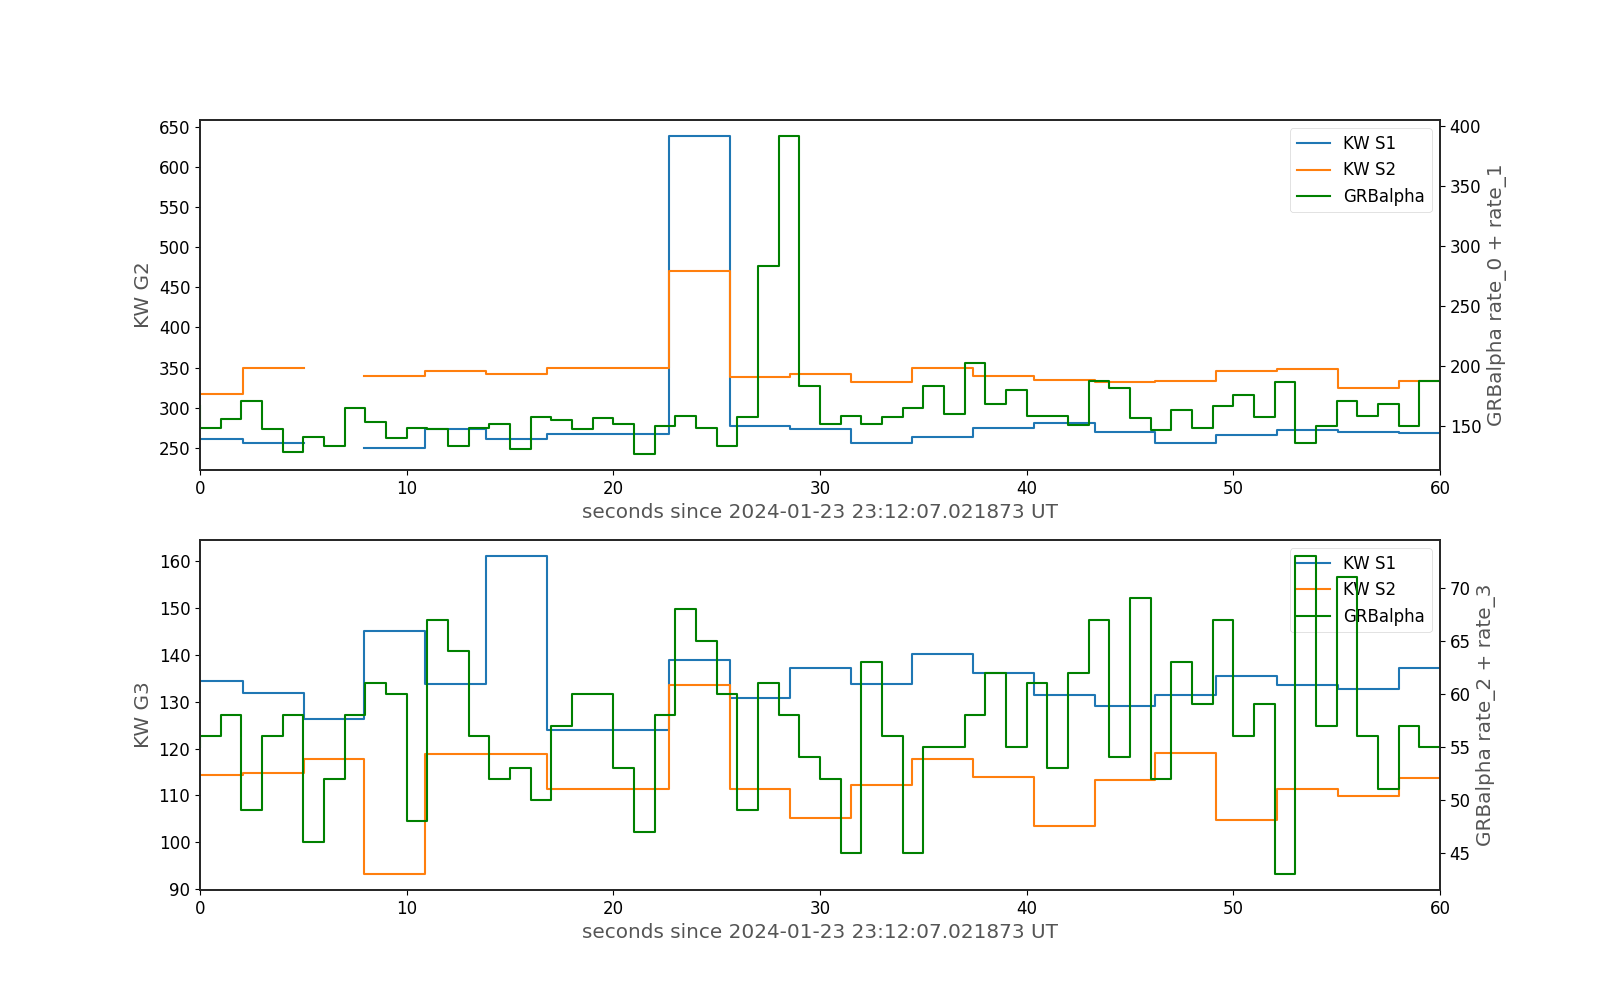 650
600
550
500
450
400
350
300
250
KW G2
KW S1
KW S2
GRBalpha
400
350
300
250
200
150
GRBalpha rate_0 + rate_1
0 10 20 30 40 50 60
seconds since 2024-01-23 23:12:07.021873 UT
160
150
140
130
120
110
100
90
KW G3
KW S1
KW S2
GRBalpha
70
65
60
55
50
45
GRBalpha rate_2 + rate_3
0 10 20 30 40 50 60
seconds since 2024-01-23 23:12:07.021873 UT